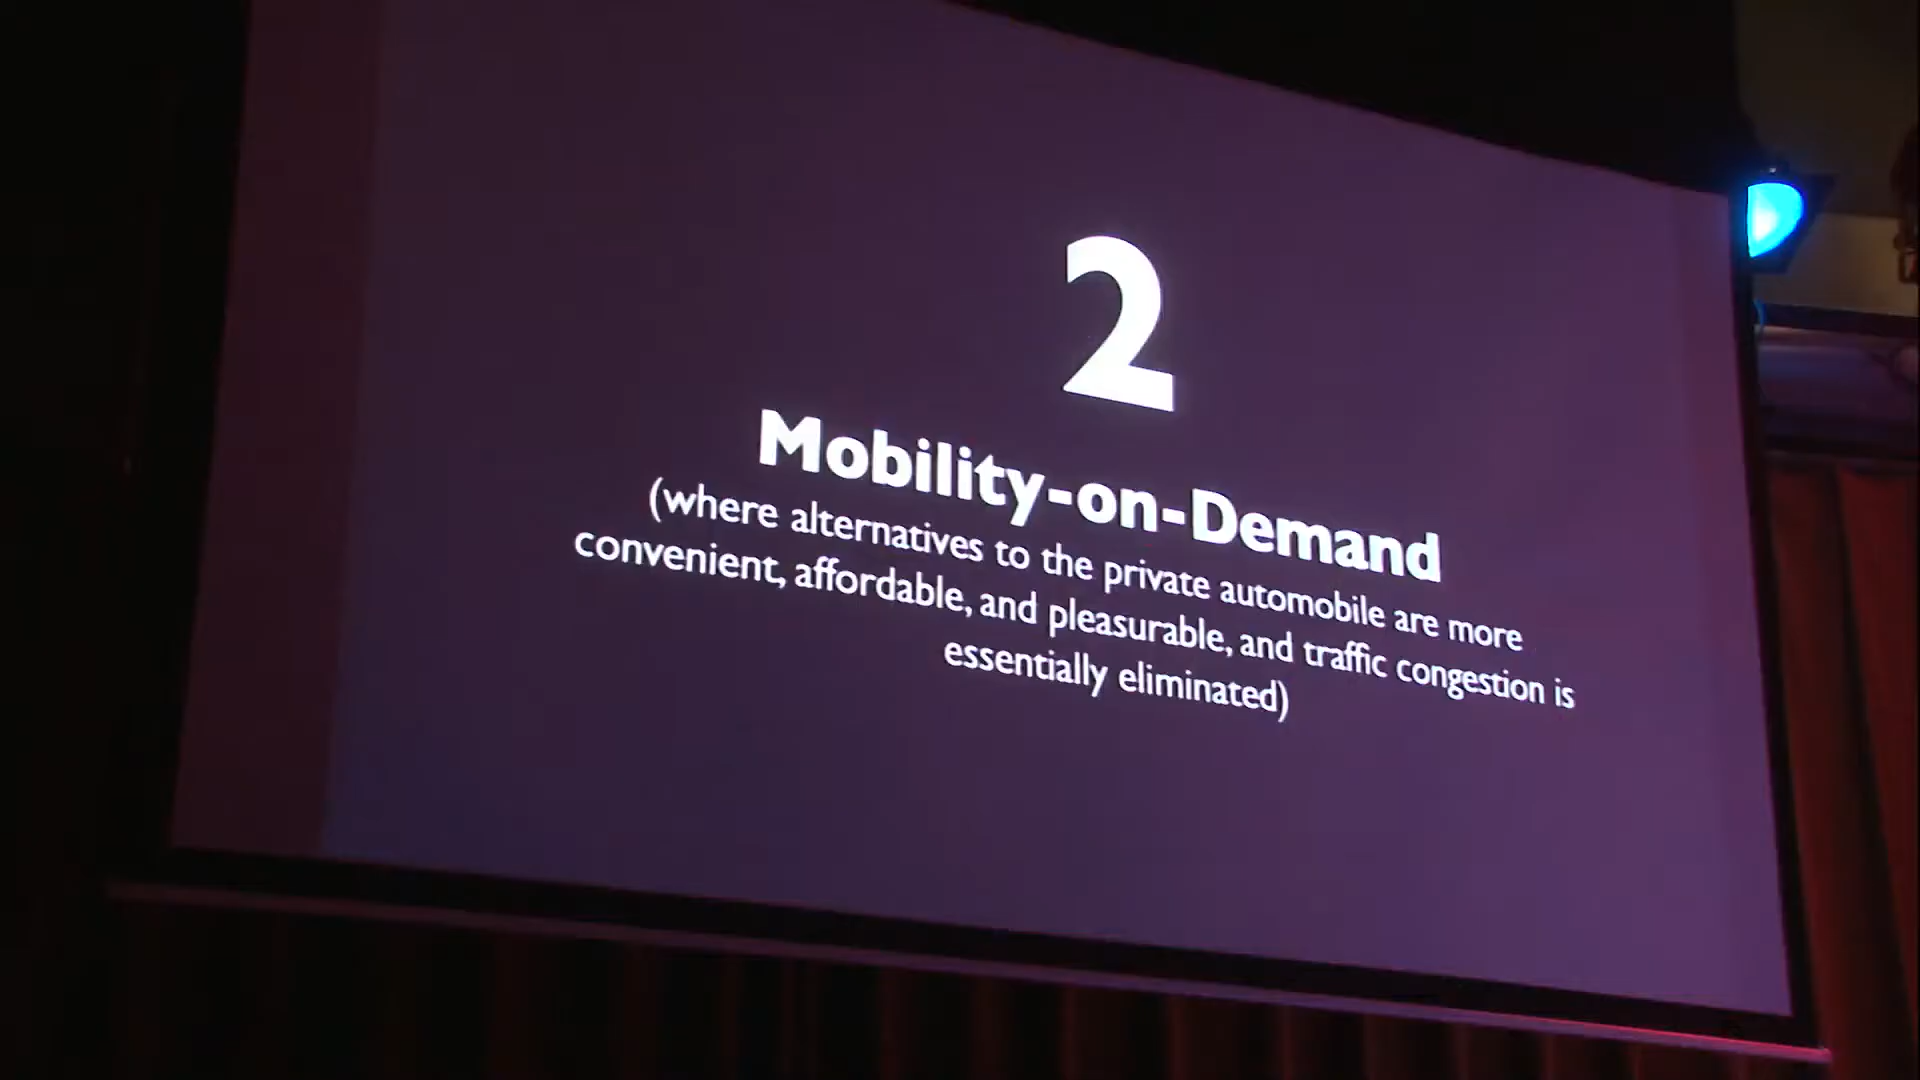 2
Mobility-on-Demand
(where alternatives to the private automobile are more
convenient, affordable, and pleasurable, and traffic congestion is
essentially eliminated)